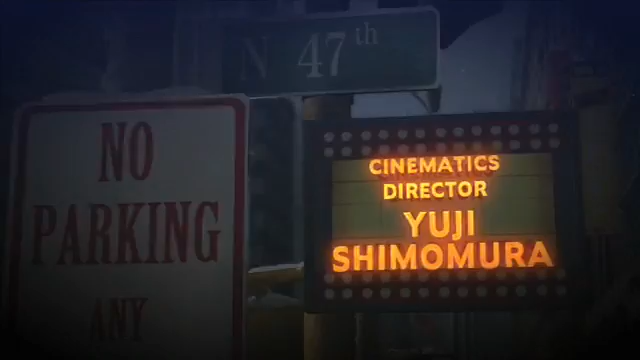 N 47th
NO
PARKING
ANY
CINEMATICS
DIRECTOR
YUJI
SHIMOMURA